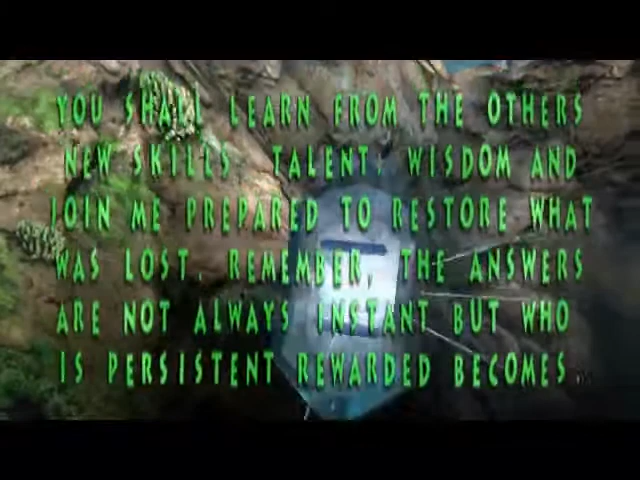 YOU SHALL LEARN FROM THE OTHERS
NEW SKILLS, TALENT, WISDOM AND
JOIN ME PREPARED TO RESTORE WHAT
WAS LOST. REMEMBER, THE ANSWERS
ARE NOT ALWAYS INSTANT BUT WHO
IS PERSISTENT REWARDED BECOMES